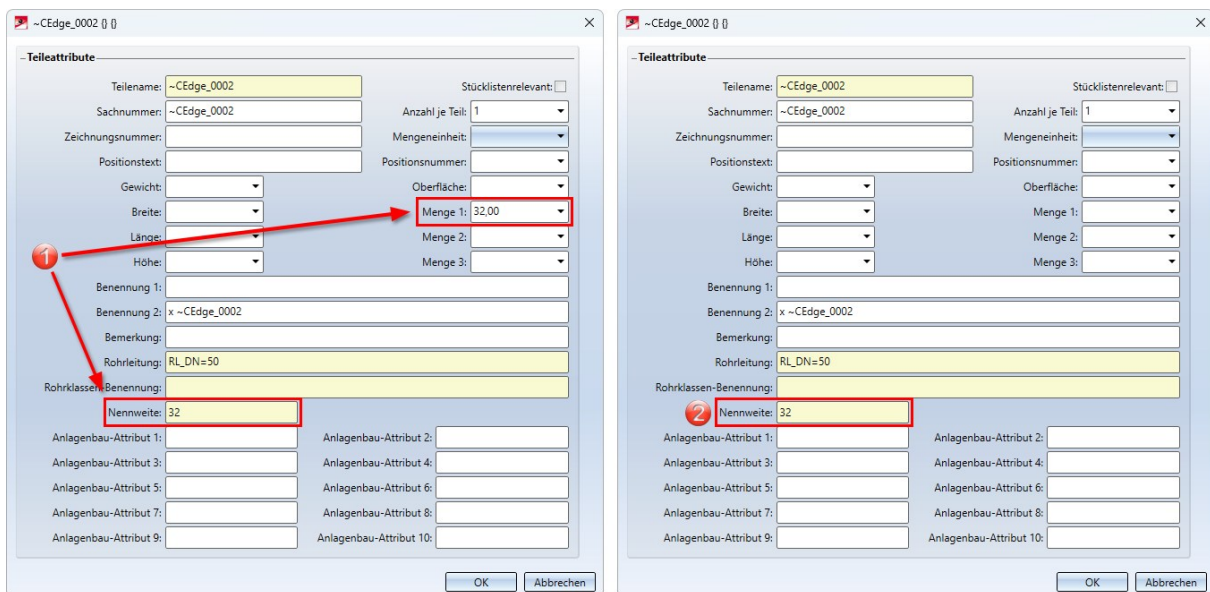 ~CEdge_0002 {} {}
Teileattribute
Teilename: ~CEdge_0002 Stücklistenrelevant:
Sachnummer: ~CEdge_0002 Anzahl je Teil: 1
Zeichnungsnummer: Mengeneinheit:
Positionstext: Positionsnummer:
Gewicht: Oberfläche:
Breite: Menge 1: 32,00
Länge: Menge 2:
1
Höhe: Menge 3:
Benennung 1:
Benennung 2: x ~CEdge_0002
Bemerkung:
Rohrleitung: RL_DN=50
Rohrklassen-Benennung:
Nennweite: 32
Anlagenbau-Attribut 1: Anlagenbau-Attribut 2:
Anlagenbau-Attribut 3: Anlagenbau-Attribut 4:
Anlagenbau-Attribut 5: Anlagenbau-Attribut 6:
Anlagenbau-Attribut 7: Anlagenbau-Attribut 8:
Anlagenbau-Attribut 9: Anlagenbau-Attribut 10:
OK Abbrechen
~CEdge_0002 {} {}
Teileattribute
Teilename: ~CEdge_0002 Stücklistenrelevant:
Sachnummer: ~CEdge_0002 Anzahl je Teil: 1
Zeichnungsnummer: Mengeneinheit:
Positionstext: Positionsnummer:
Gewicht: Oberfläche:
Breite: Menge 1:
Länge: Menge 2:
Höhe: Menge 3:
Benennung 1:
Benennung 2: x ~CEdge_0002
Bemerkung:
Rohrleitung: RL_DN=50
Rohrklassen-Benennung:
2 Nennweite: 32
Anlagenbau-Attribut 1: Anlagenbau-Attribut 2:
Anlagenbau-Attribut 3: Anlagenbau-Attribut 4:
Anlagenbau-Attribut 5: Anlagenbau-Attribut 6:
Anlagenbau-Attribut 7: Anlagenbau-Attribut 8:
Anlagenbau-Attribut 9: Anlagenbau-Attribut 10:
OK Abbrechen